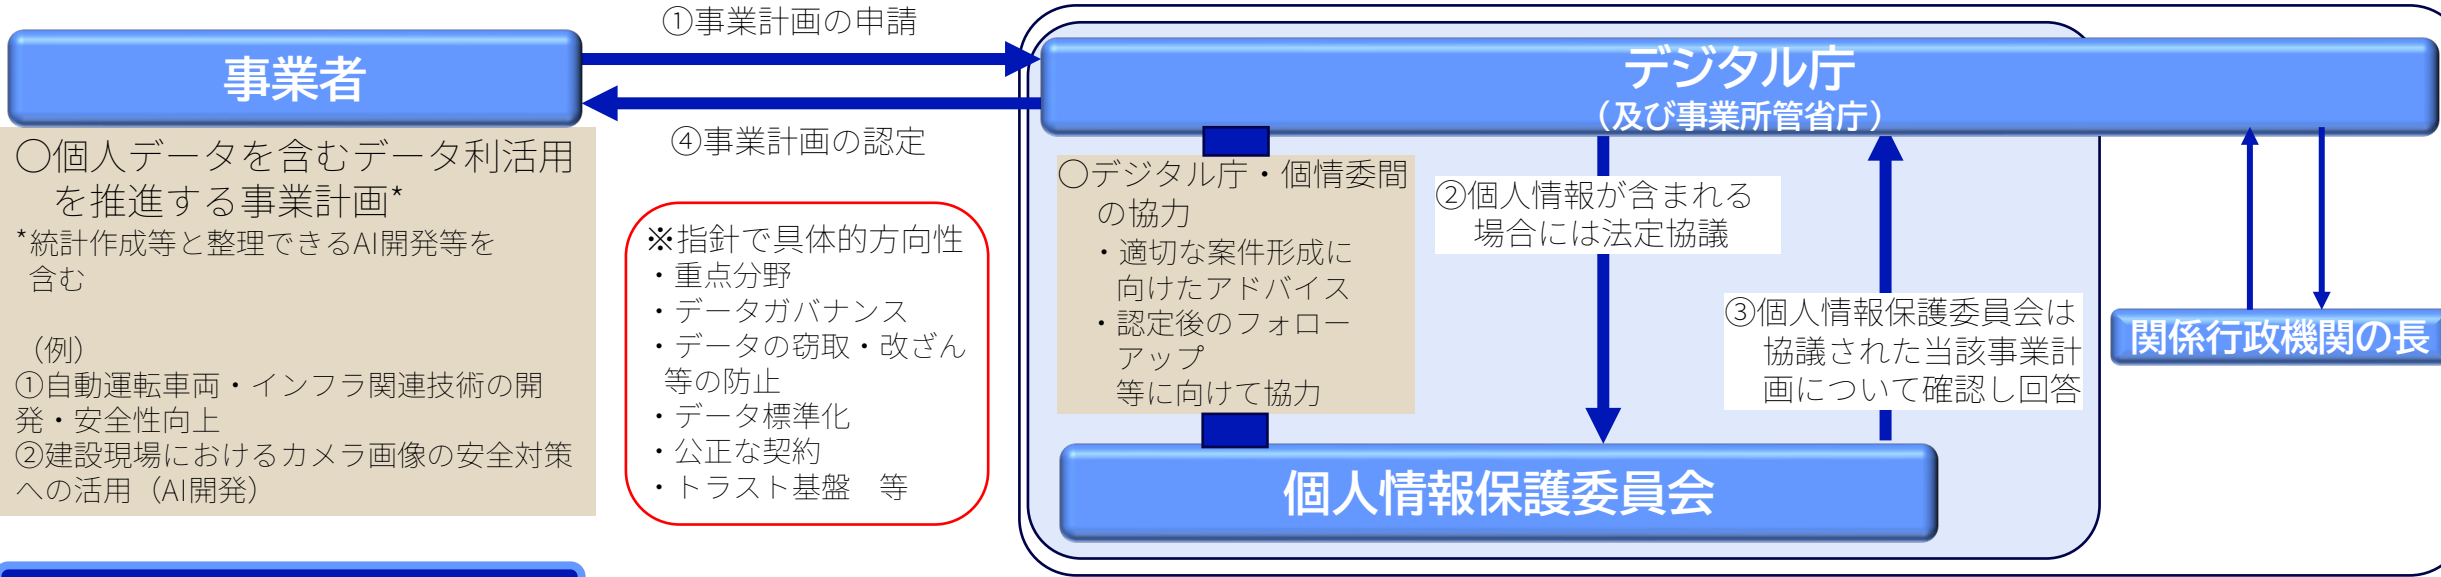 ①事業計画の申請
事業者
デジタル庁
（及び事業所管省庁）
④事業計画の認定
○個人データを含むデータ利活用
を推進する事業計画*
*統計作成等と整理できるAI開発等を
含む
（例）
①自動運転車両・インフラ関連技術の開
発・安全性向上
②建設現場におけるカメラ画像の安全対策
への活用（AI開発）
※指針で具体的方向性
・重点分野
・データガバナンス
・データの窃取・改ざん
等の防止
・データ標準化
・公正な契約
・トラスト基盤　等
○デジタル庁・個情委間
の協力
・適切な案件形成に
向けたアドバイス
・認定後のフォロー
アップ
等に向けて協力
②個人情報が含まれる
場合には法定協議
③個人情報保護委員会は
協議された当該事業計
画について確認し回答
関係行政機関の長
個人情報保護委員会